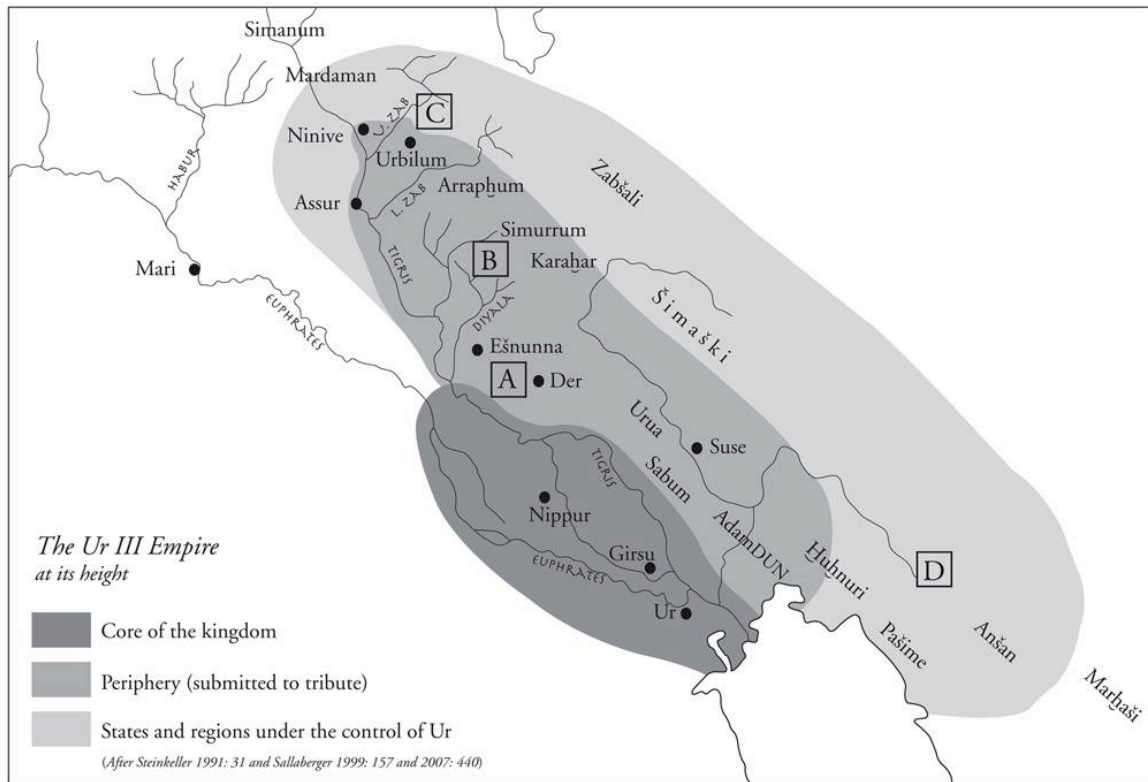 Simanum
Mardaman
HABUR
Ninive
U. ZAB
C
Urbilum
Zabšali
Arrapḫum
Assur
L. ZAB
Simurrum
B
Karaḫar
TIGRIS
Mari
EUPHRATES
DIYALA
Šimaški
Ešnunna
A
Der
Urua
Suse
TIGRIS
Sabum
Nippur
AdamDUN
Girsu
Ḫuḫnuri
D
EUPHRATES
Ur
Pašime
Anšan
Marḫaši
The Ur III Empire
at its height
Core of the kingdom
Periphery (submitted to tribute)
States and regions under the control of Ur
(After Steinkeller 1991: 31 and Sallaberger 1999: 157 and 2007: 440)